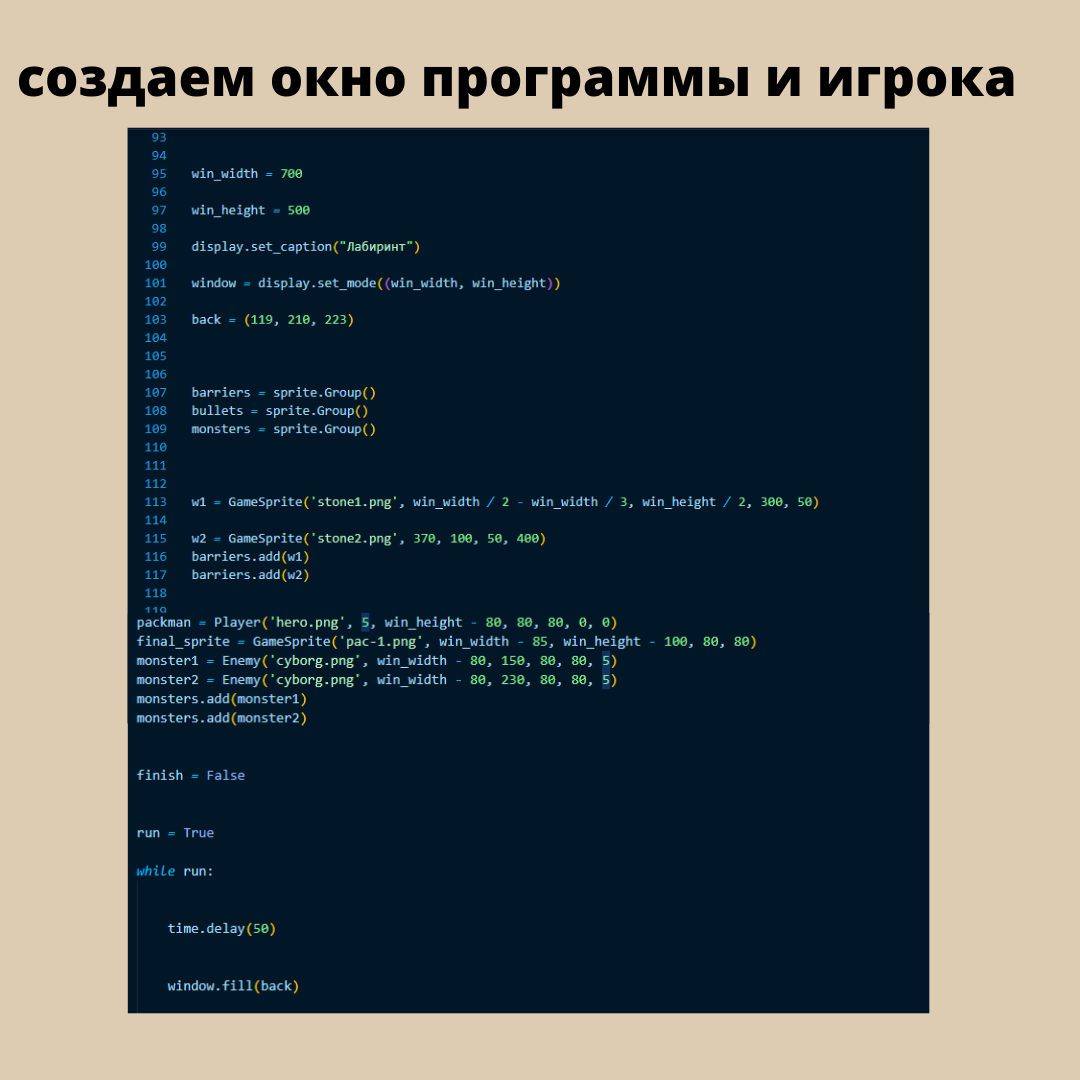 создаем окно программы и игрока
93
94
95 win_width = 700
96
97 win_height = 500
98
99 display.set_caption("Лабиринт")
100
101 window = display.set_mode((win_width, win_height))
102
103 back = (119, 210, 223)
104
105
106
107 barriers = sprite.Group()
108 bullets = sprite.Group()
109 monsters = sprite.Group()
110
111
112
113 w1 = GameSprite('stone1.png', win_width / 2 - win_width / 3, win_height / 2, 300, 50)
114
115 w2 = GameSprite('stone2.png', 370, 100, 50, 400)
116 barriers.add(w1)
117 barriers.add(w2)
118
119
packman = Player('hero.png', 5, win_height - 80, 80, 80, 0, 0)
final_sprite = GameSprite('pac-1.png', win_width - 85, win_height - 100, 80, 80)
monster1 = Enemy('cyborg.png', win_width - 80, 150, 80, 80, 5)
monster2 = Enemy('cyborg.png', win_width - 80, 230, 80, 80, 5)
monsters.add(monster1)
monsters.add(monster2)
finish = False
run = True
while run:
time.delay(50)
window.fill(back)